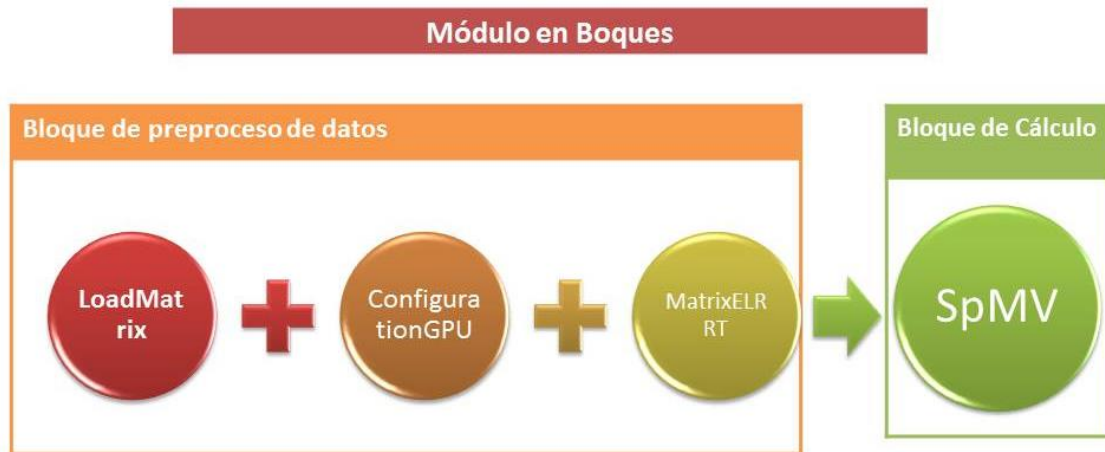 Módulo en Boques
Bloque de preproceso de datos
Bloque de Cálculo
LoadMat
rix
Configura
tionGPU
MatrixELR
RT
SpMV